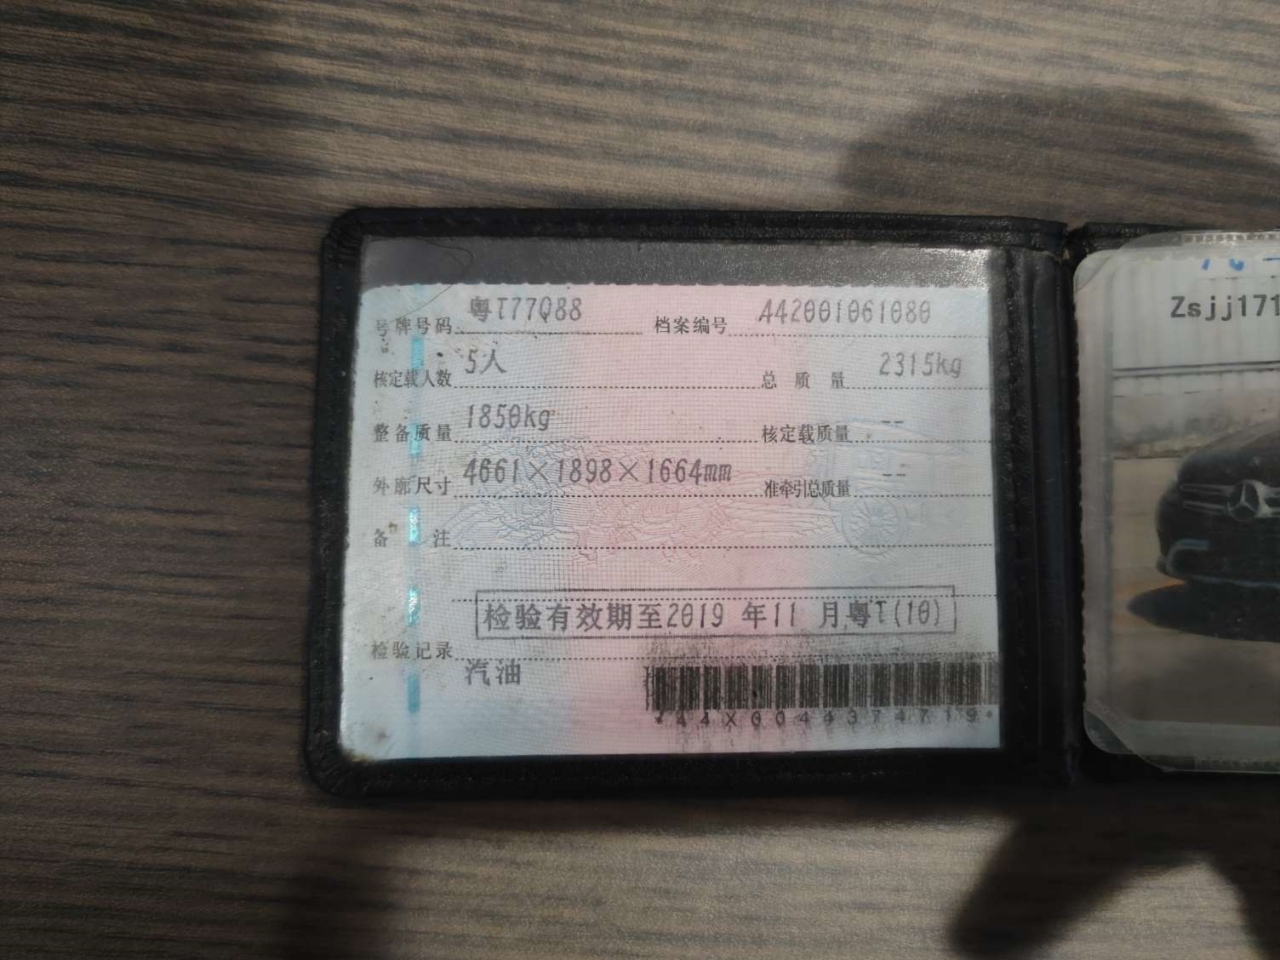 号牌号码 粤T77Q88 档案编号 442001061080
核定载人数 5人 总质量 2315kg
整备质量 1850kg 核定载质量 --
外廓尺寸 4661×1898×1664mm 准牵引总质量 --
备注
检验有效期至2019年11月粤T(10)
检验记录
汽油
*44X0044374719*
Zsjj171